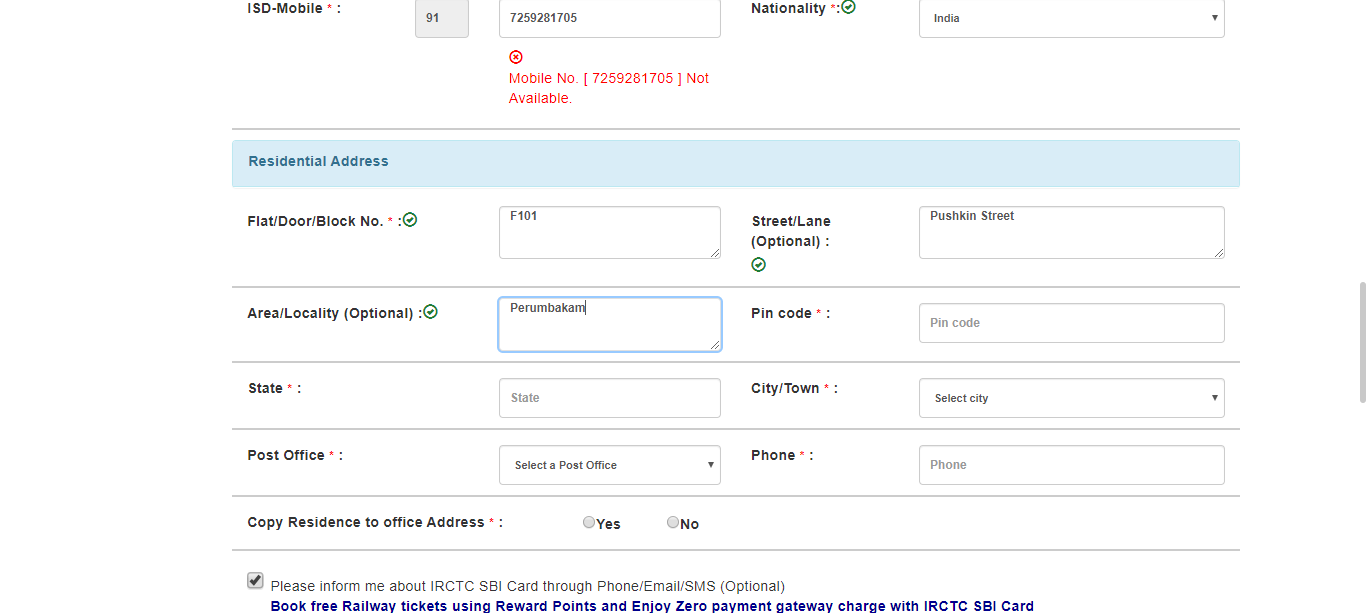 ISD-Mobile * :
91
7259281705
Nationality *:
India
Mobile No. [ 7259281705 ] Not
Available.
Residential Address
Flat/Door/Block No. * :
F101
Street/Lane
(Optional) :
Pushkin Street
Area/Locality (Optional) :
Perumbakam
Pin code * :
Pin code
State * :
State
City/Town * :
Select city
Post Office * :
Select a Post Office
Phone * :
Phone
Copy Residence to office Address * :
Yes
No
Please inform me about IRCTC SBI Card through Phone/Email/SMS (Optional)
Book free Railway tickets using Reward Points and Enjoy Zero payment gateway charge with IRCTC SBI Card